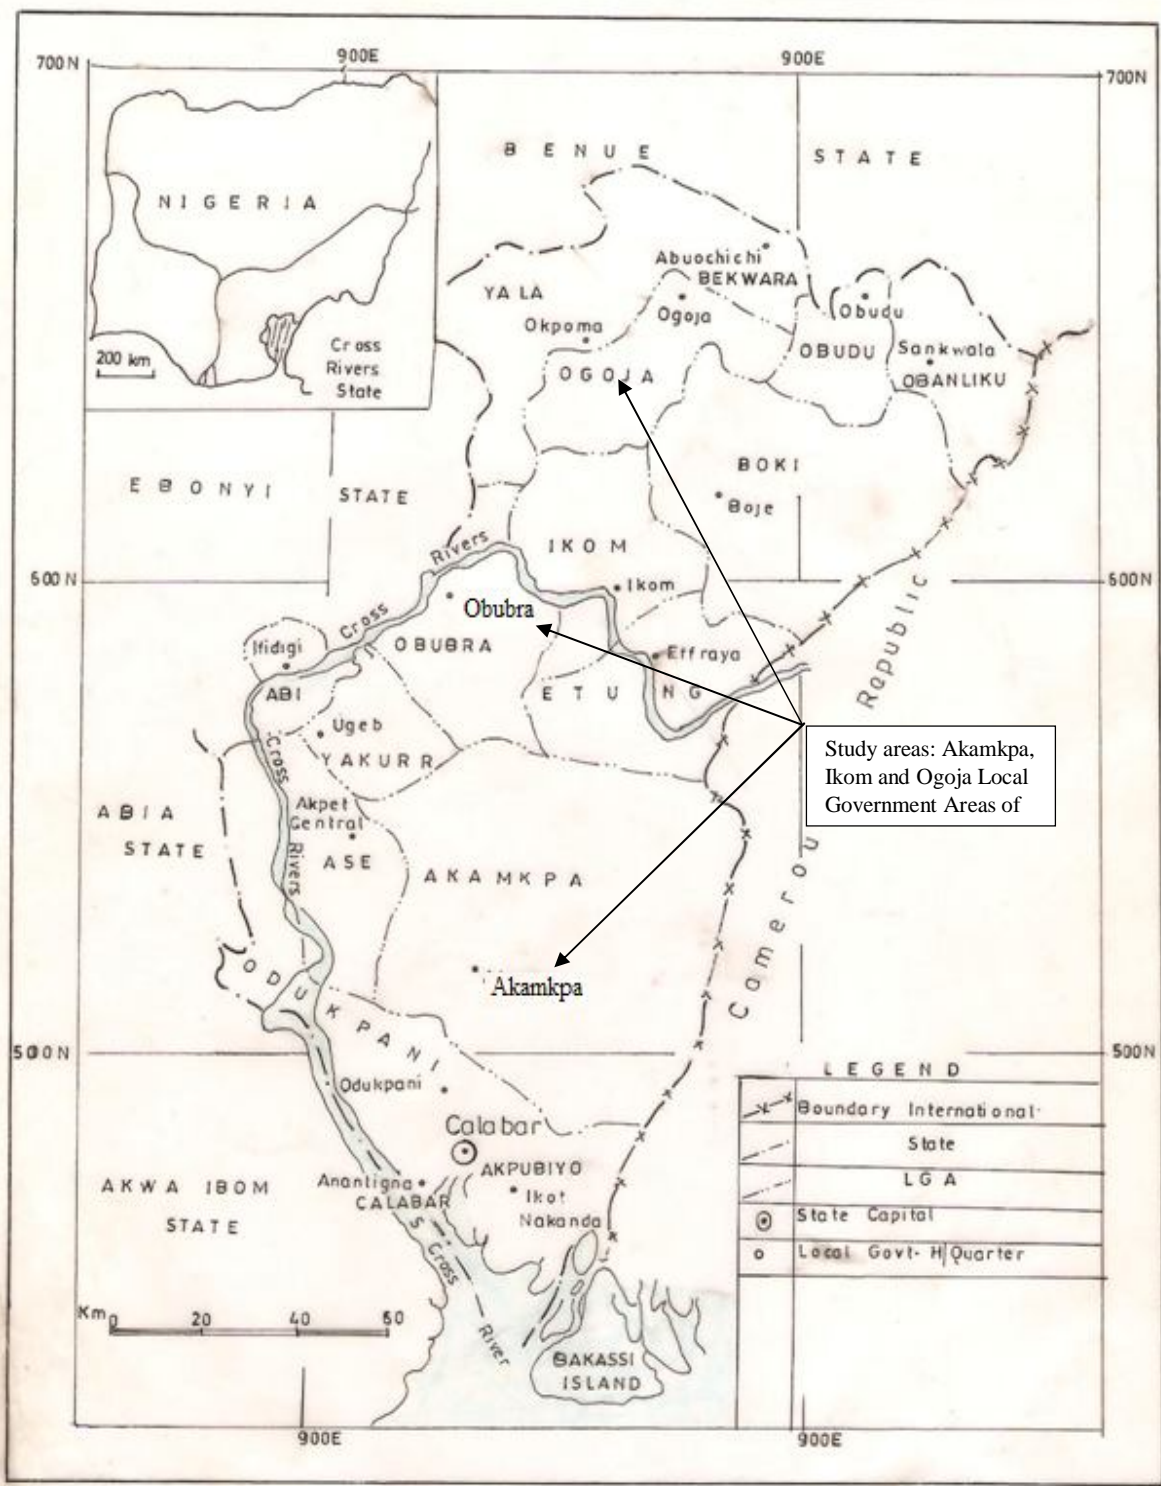 900E
900E
700N
700N
BENUE STATE
NIGERIA
Abuochichi
BEKWARA
YALA
Ogoja
Obudu
Okpoma
Cross
Rivers
State
200 km
OBUDU
Sankwala
OGOJA
OBANLIKU
BOKI
EBONYI STATE
Boje
Rivers
IKOM
600N
600N
Ikom
Cross
Obubra
OBUBRA
Ifidigi
Effraya
Rapublic
ABI
ETUNG
Ugeb
Cross
YAKURR
Study areas: Akamkpa,
Ikom and Ogoja Local
Government Areas of
Akpet
Central
ABIA
STATE
Rivers
ASE
AKAMKPA
Camerou
ODUKPANI
Akamkpa
500N
500N
LEGEND
Odukpani
Boundary International
Calabar
State
AKPUBIYO
LGA
AKWA IBOM
STATE
Anantigna
CALABAR
S
Ikot
Nakanda
State Capital
Cross
Local Govt- H|Quarter
Km 0 20 40 60
River
BAKASSI
ISLAND
900E
900E